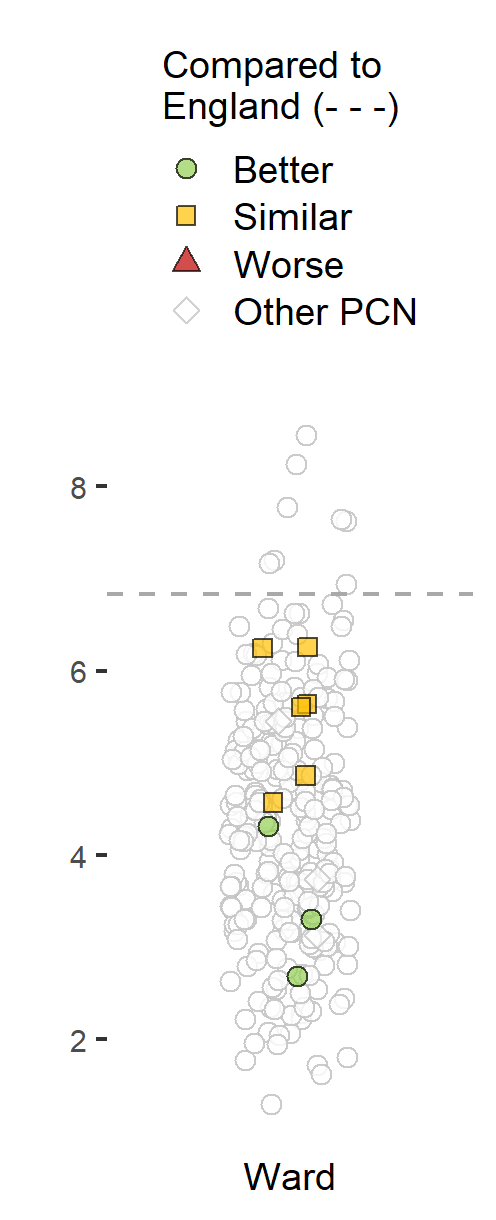 Compared to
England (- - -)
Better
Similar
Worse
Other PCN
8
6
4
2
Ward